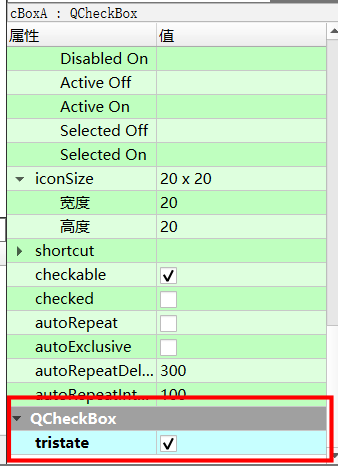 cBoxA : QCheckBox
属性 值
Disabled On
Active Off
Active On
Selected Off
Selected On
iconSize 20 x 20
宽度 20
高度 20
shortcut
checkable
checked
autoRepeat
autoExclusive
autoRepeatDel... 300
autoRepeatInt... 100
QCheckBox
tristate